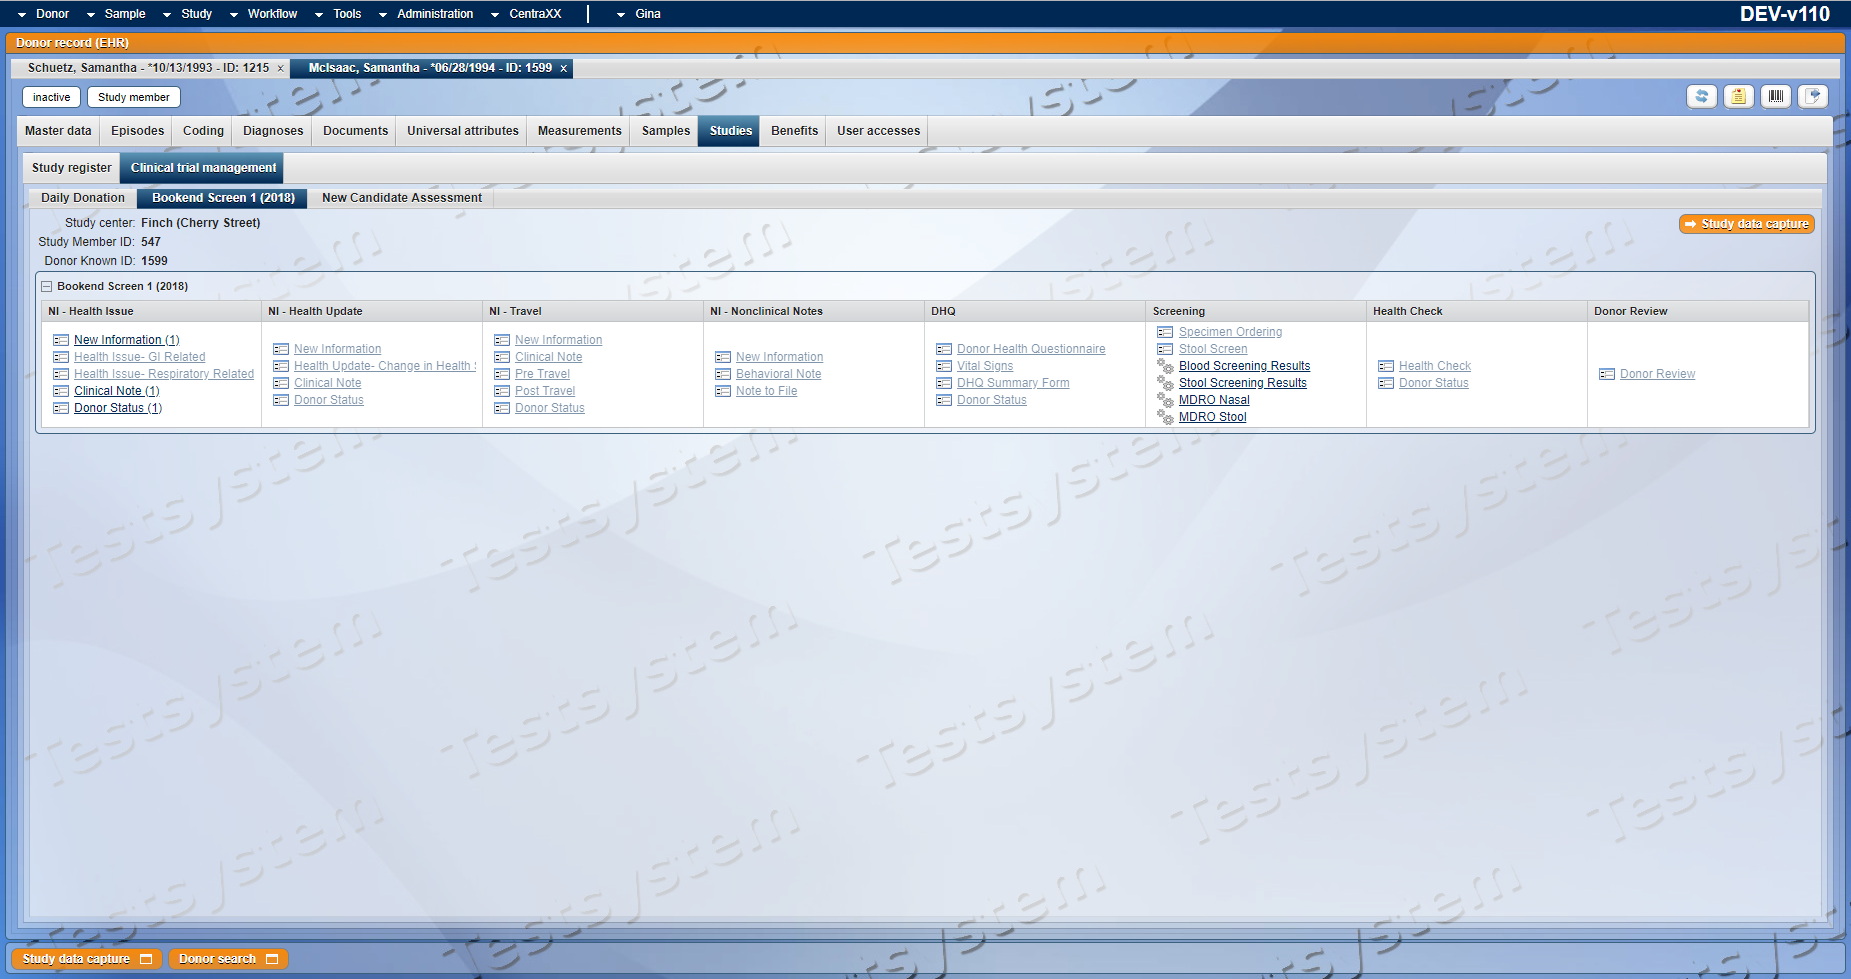 Donor Sample Study Workflow Tools Administration CentraXX Gina DEV-v110
Donor record (EHR)
Schuetz, Samantha - *10/13/1993 - ID: 1215 x McIsaac, Samantha - *06/28/1994 - ID: 1599 x
inactive Study member
Master data Episodes Coding Diagnoses Documents Universal attributes Measurements Samples Studies Benefits User accesses
Study register Clinical trial management
Daily Donation Bookend Screen 1 (2018) New Candidate Assessment
Study center: Finch (Cherry Street) Study data capture
Study Member ID: 547
Donor Known ID: 1599
Bookend Screen 1 (2018)
NI - Health Issue NI - Health Update NI - Travel NI - Nonclinical Notes DHQ Screening Health Check Donor Review
New Information (1)
Health Issue- GI Related
Health Issue- Respiratory Related
Clinical Note (1)
Donor Status (1)
New Information
Health Update- Change in Health
Clinical Note
Donor Status
New Information
Clinical Note
Pre Travel
Post Travel
Donor Status
New Information
Behavioral Note
Note to File
Donor Health Questionnaire
Vital Signs
DHQ Summary Form
Donor Status
Specimen Ordering
Stool Screen
Blood Screening Results
Stool Screening Results
MDRO Nasal
MDRO Stool
Health Check
Donor Status
Donor Review
Testsystem
Testsystem
Testsystem
Testsystem
Testsystem
Testsystem
Testsystem
Testsystem
Testsystem
Study data capture Donor search